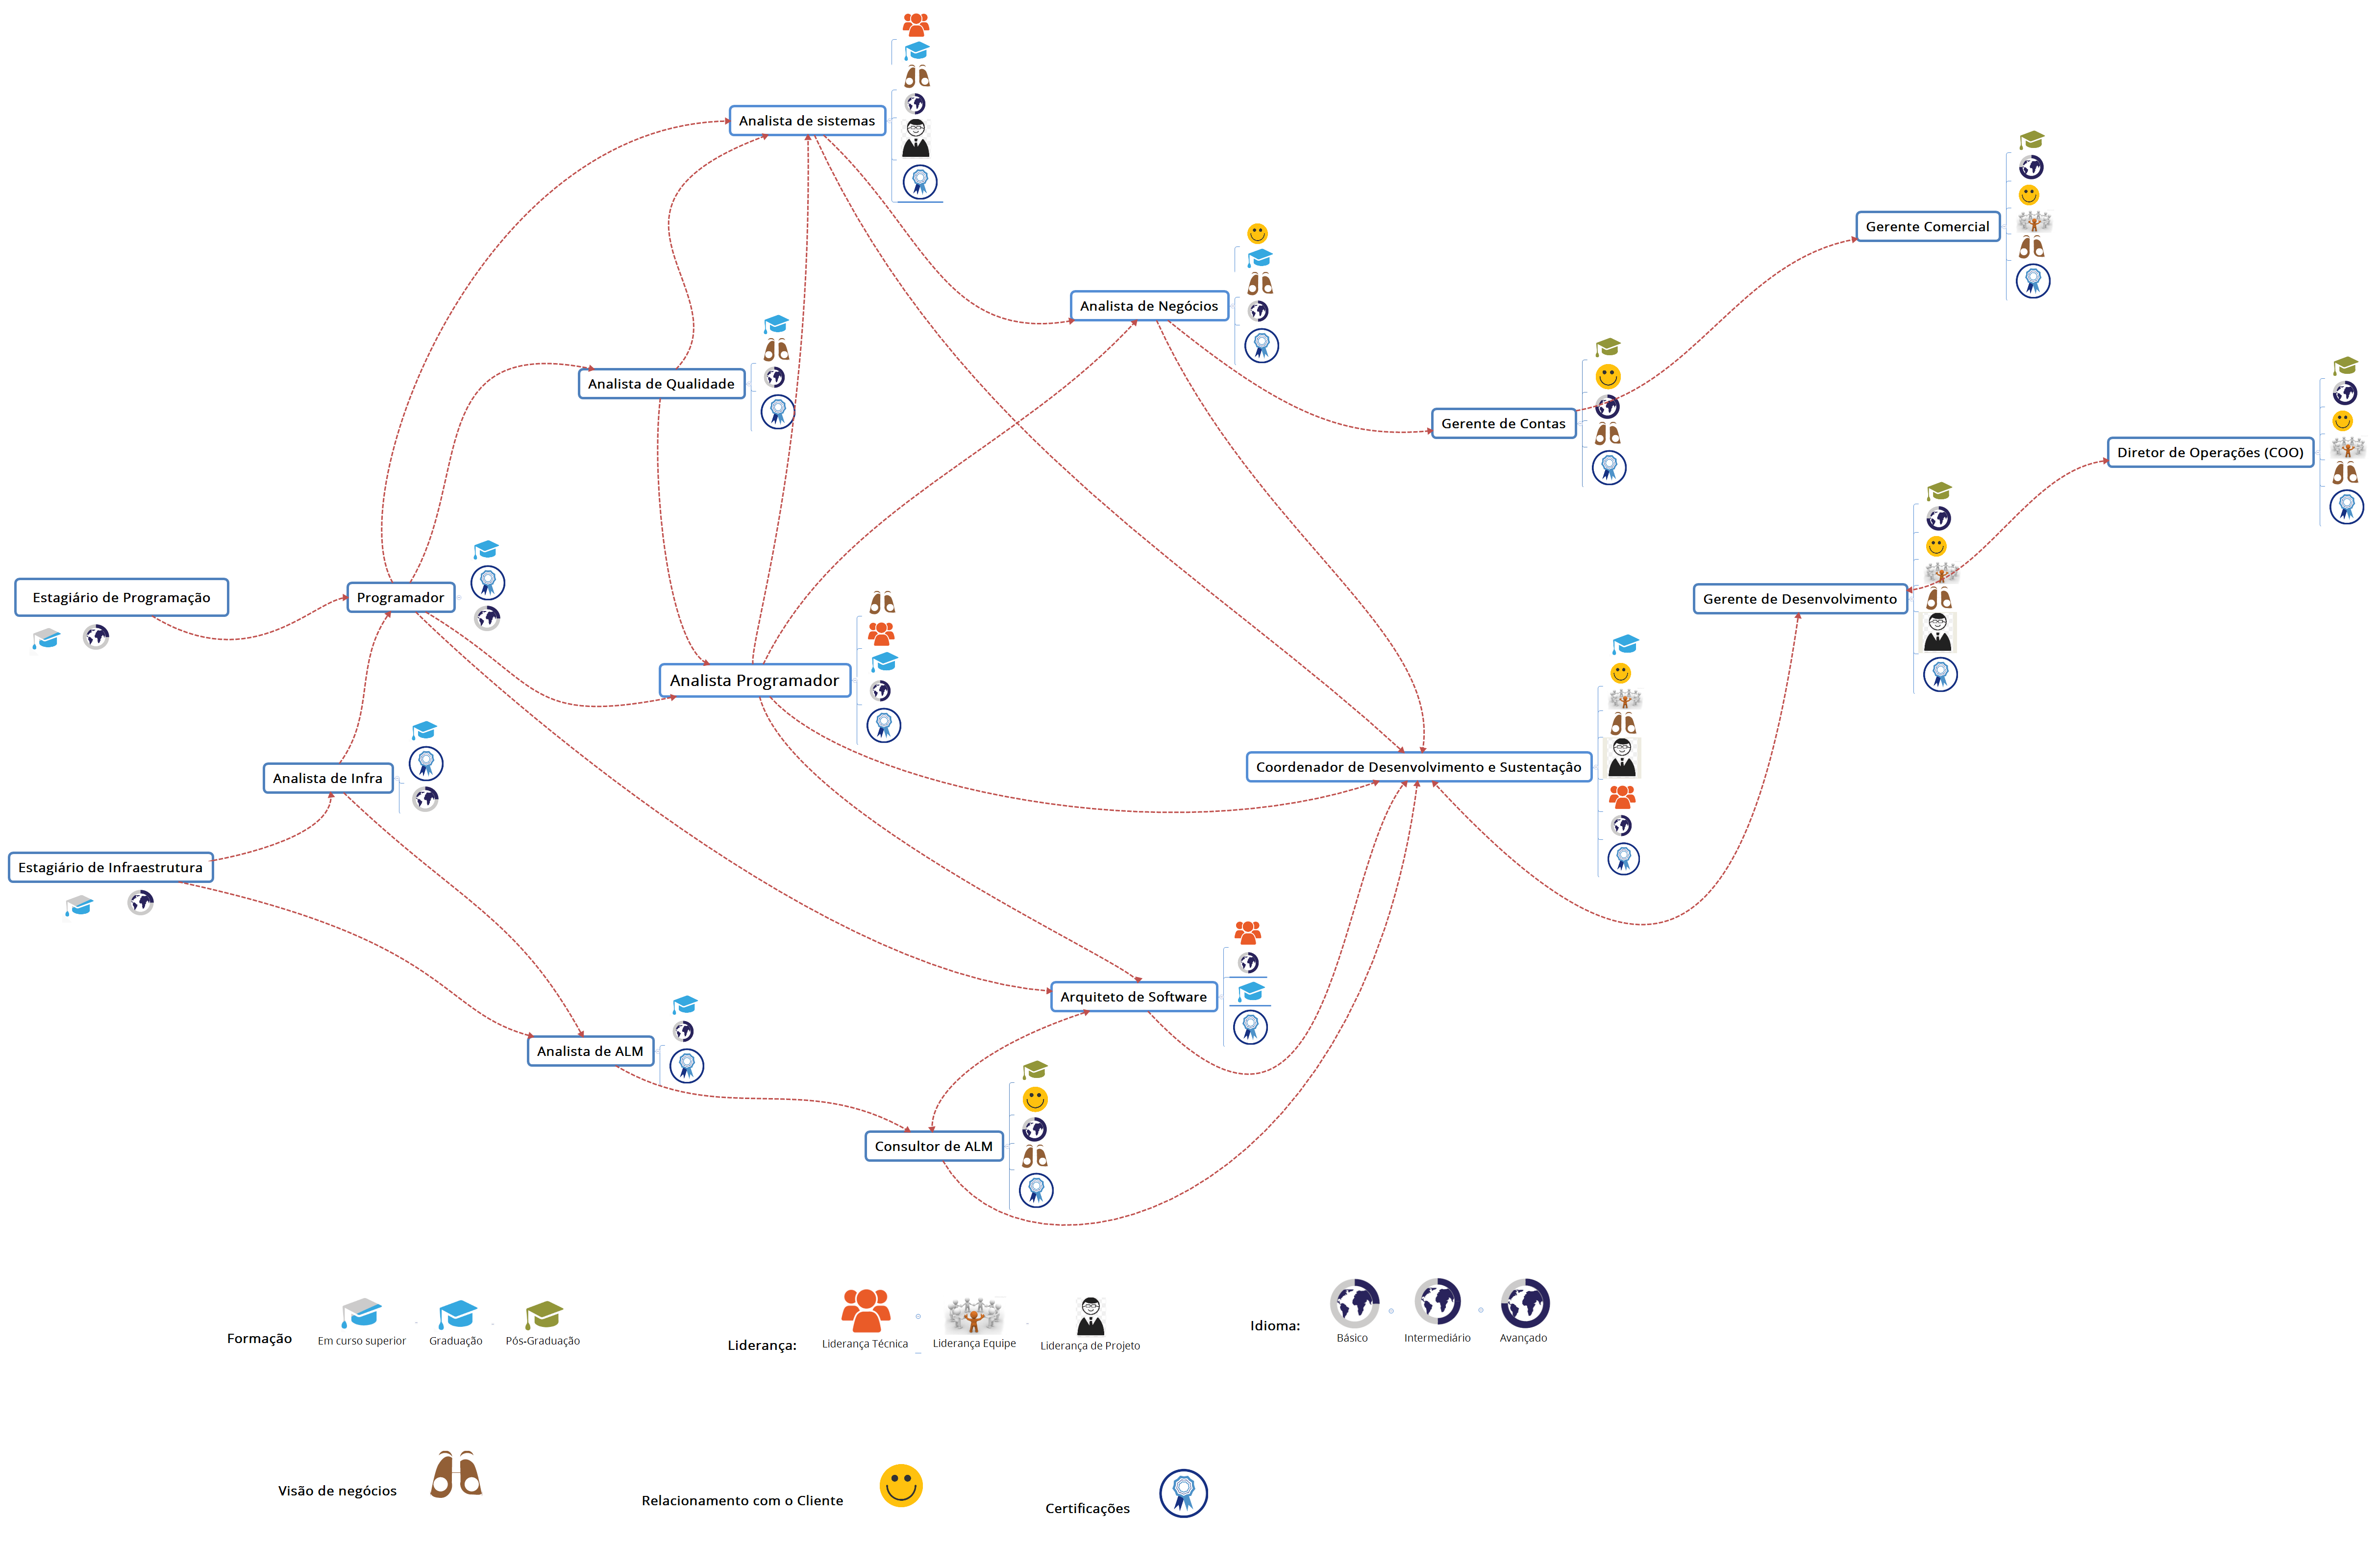 Analista de sistemas
Gerente Comercial
Analista de Negócios
Analista de Qualidade
Gerente de Contas
Diretor de Operações (COO)
Estagiário de Programação
Programador
Gerente de Desenvolvimento
Analista Programador
Analista de Infra
Coordenador de Desenvolvimento e Sustentação
Estagiário de Infraestrutura
Arquiteto de Software
Analista de ALM
Consultor de ALM
Formação
Em curso superior
Graduação
Pós-Graduação
Liderança:
Liderança Técnica
Liderança Equipe
Liderança de Projeto
Idioma:
Básico
Intermediário
Avançado
Visão de negócios
Relacionamento com o Cliente
Certificações